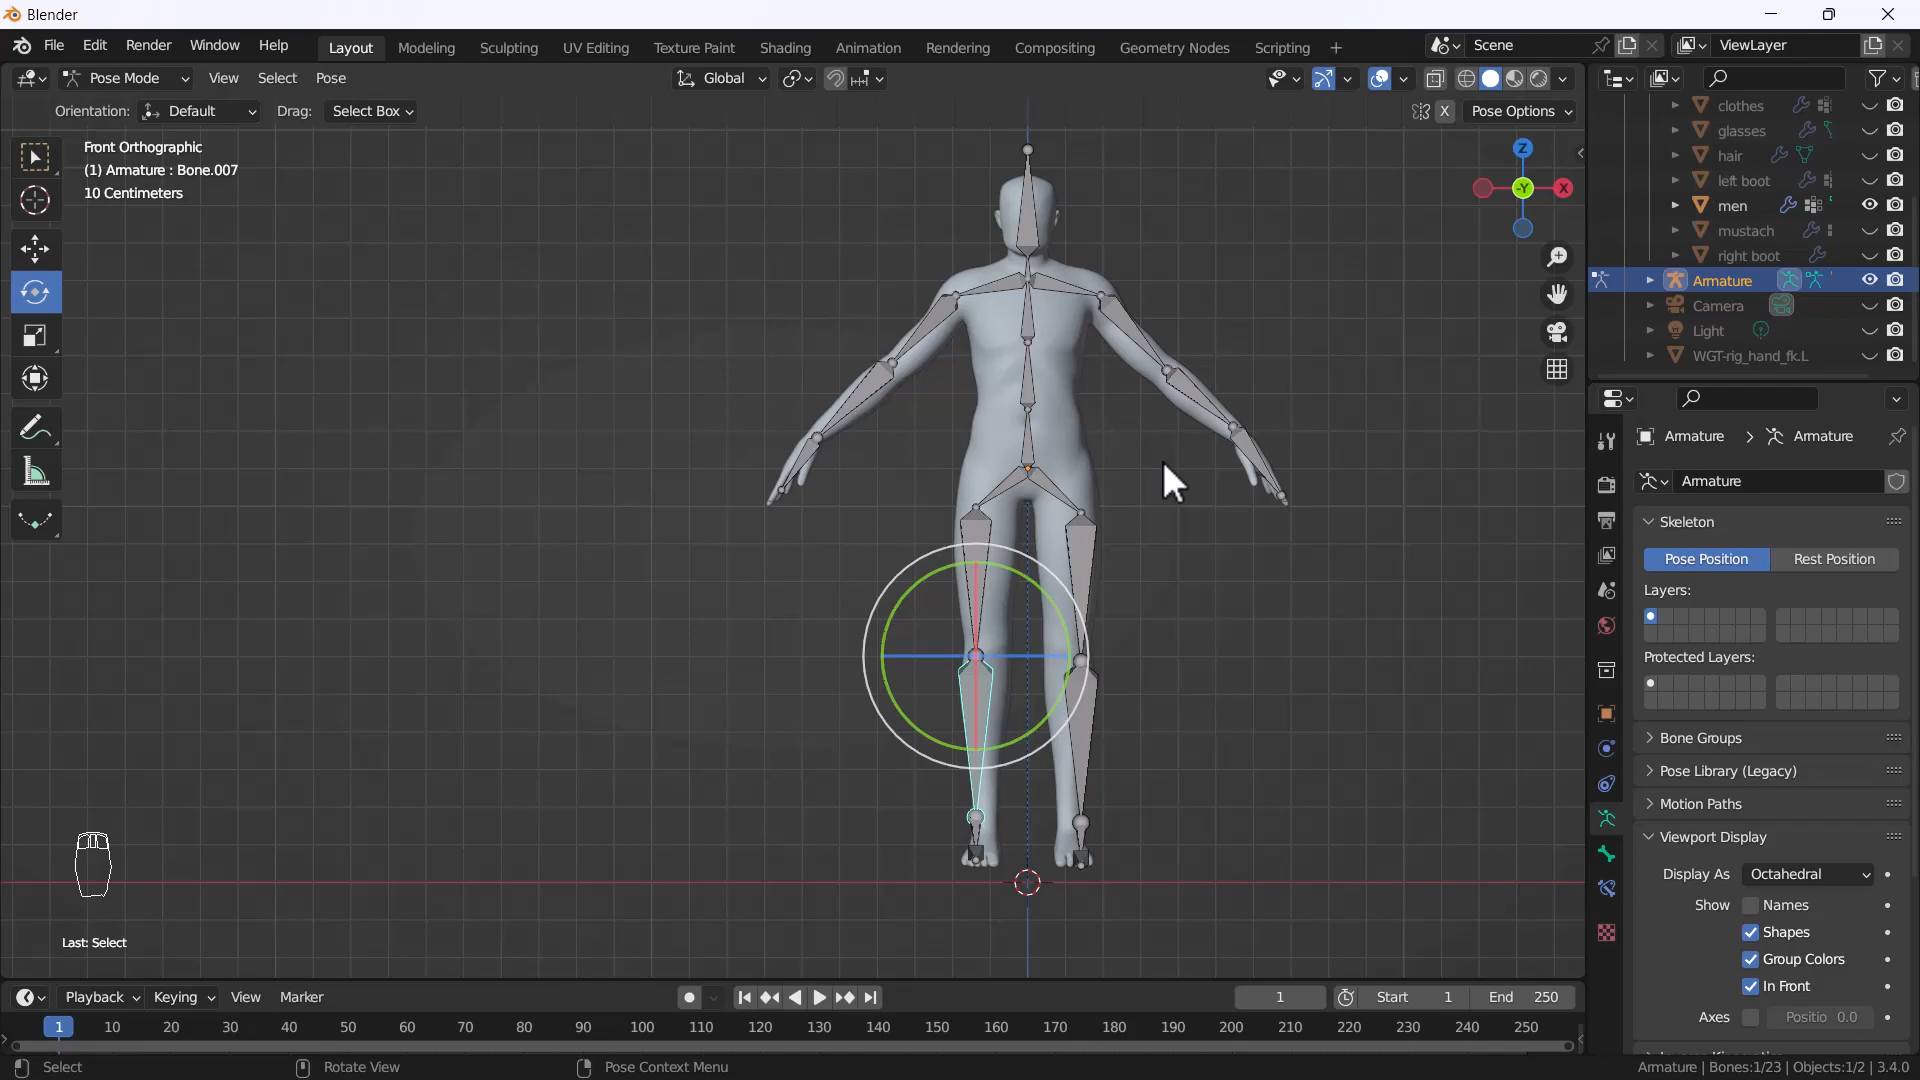 Blender
File Edit Render Window Help Layout Modeling Sculpting UV Editing Texture Paint Shading Animation Rendering Compositing Geometry Nodes Scripting + Scene ViewLayer
Pose Mode View Select Pose Global
Orientation: Default Drag: Select Box X Pose Options
Front Orthographic
(1) Armature : Bone.007
10 Centimeters
Z
-Y
X
clothes
glasses
hair
left boot
men
mustach
right boot
Armature
Camera
Light
WGT-rig_hand_fk.L
Armature > Armature
Armature
Skeleton
Pose Position Rest Position
Layers:
Protected Layers:
Bone Groups
Pose Library (Legacy)
Motion Paths
Viewport Display
Display As Octahedral
Show Names
Shapes
Group Colors
In Front
Axes Positio 0.0
Last: Select
Playback Keying View Marker 1 Start 1 End 250
1 10 20 30 40 50 60 70 80 90 100 110 120 130 140 150 160 170 180 190 200 210 220 230 240 250
Select Rotate View Pose Context Menu Armature | Bones:1/23 | Objects:1/2 | 3.4.0